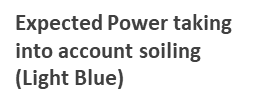 Expected Power taking
into account soiling
(Light Blue)